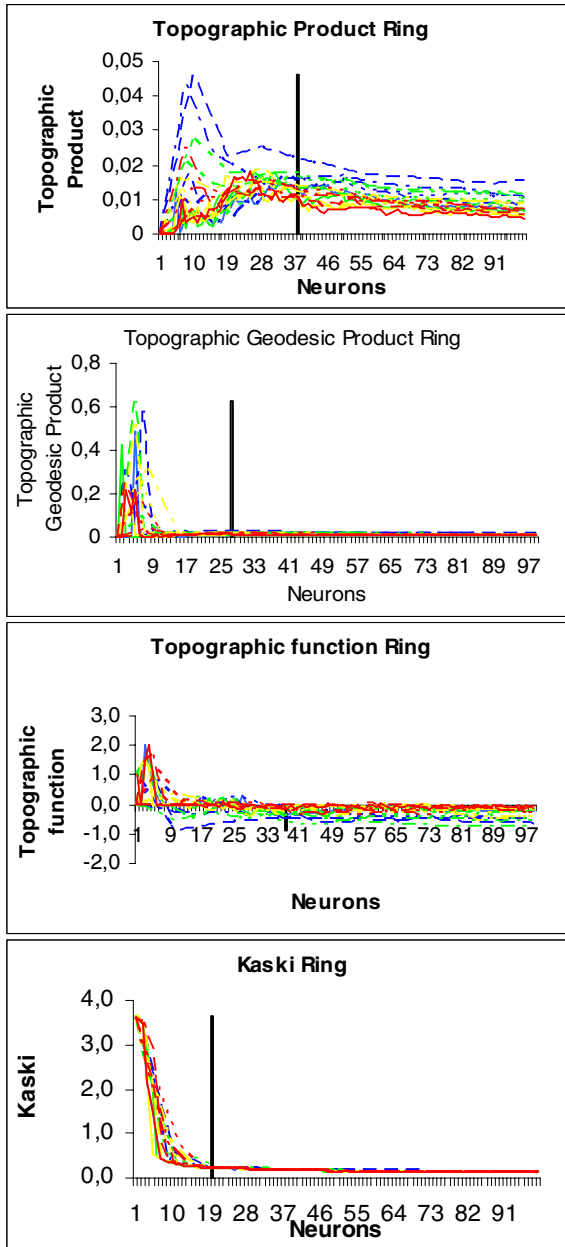 Topographic Product Ring
Topographic
Product
0,05
0,04
0,03
0,02
0,01
0
1 10 19 28 37 46 55 64 73 82 91
Neurons
Topographic Geodesic Product Ring
Topographic
Geodesic Product
0,8
0,6
0,4
0,2
0
1 9 17 25 33 41 49 57 65 73 81 89 97
Neurons
Topographic function Ring
Topographic
function
3,0
2,0
1,0
0,0
-1,0
-2,0
1 9 17 25 33 41 49 57 65 73 81 89 97
Neurons
Kaski Ring
Kaski
4,0
3,0
2,0
1,0
0,0
1 10 19 28 37 46 55 64 73 82 91
Neurons